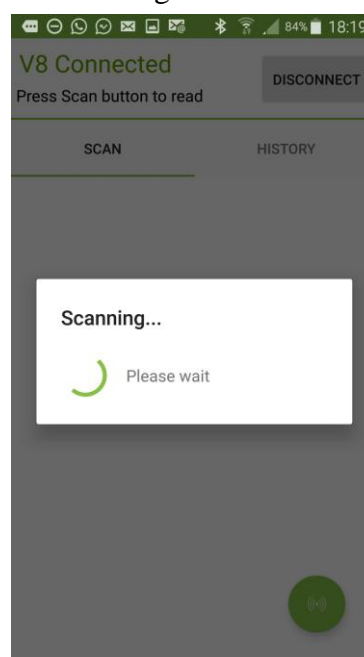 84% 18:19
V8 Connected
Press Scan button to read
DISCONNECT
SCAN
HISTORY
Scanning...
Please wait